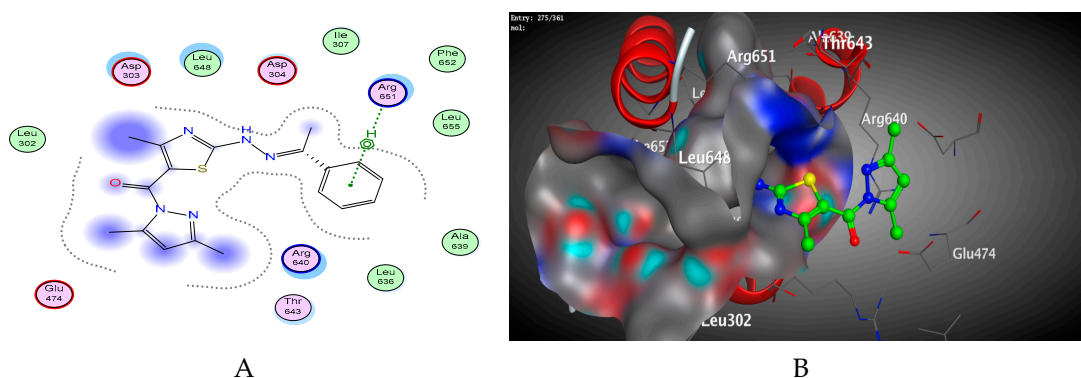 Ile
307
Phe
652
Leu
648
Asp
303
Asp
304
Arg
651
Leu
655
Leu
302
H
N
N
N
S
O
N
N
H
Ala
639
Arg
640
Leu
636
Glu
474
Thr
643
A
Entry: 275/361
mol:
Thr643
Arg651
Arg640
Leu648
Glu474
Leu302
B